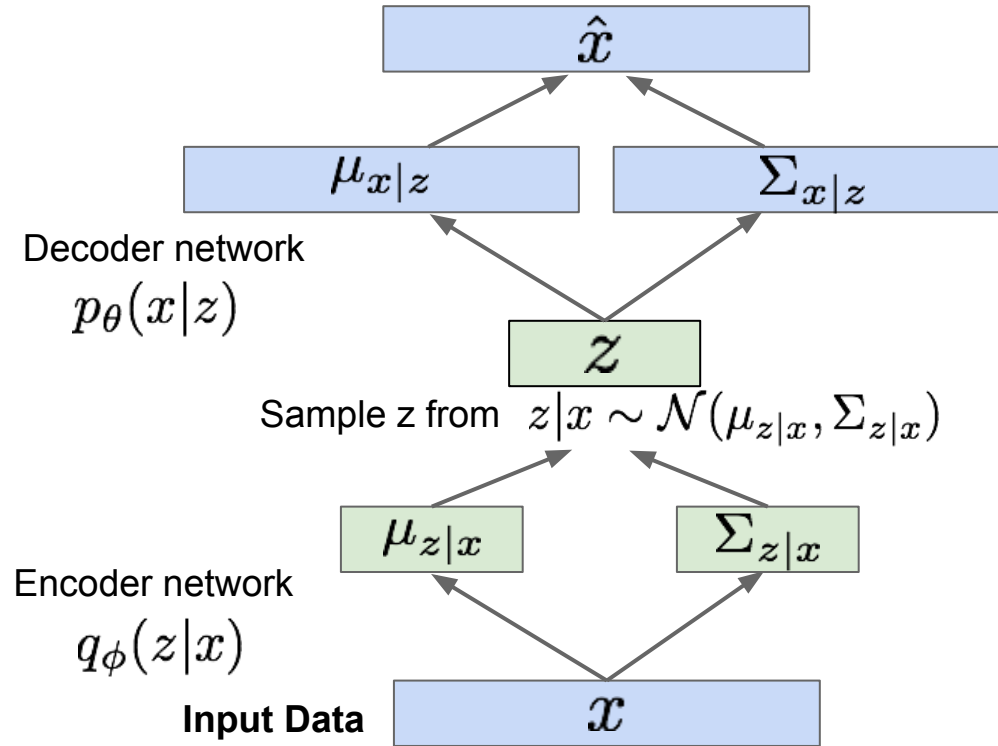 x̂
μ_{x|z} Σ_{x|z}
Decoder network
p_θ(x|z)
z
Sample z from z|x ∼ 𝒩(μ_{z|x}, Σ_{z|x})
μ_{z|x} Σ_{z|x}
Encoder network
q_ϕ(z|x)
Input Data x